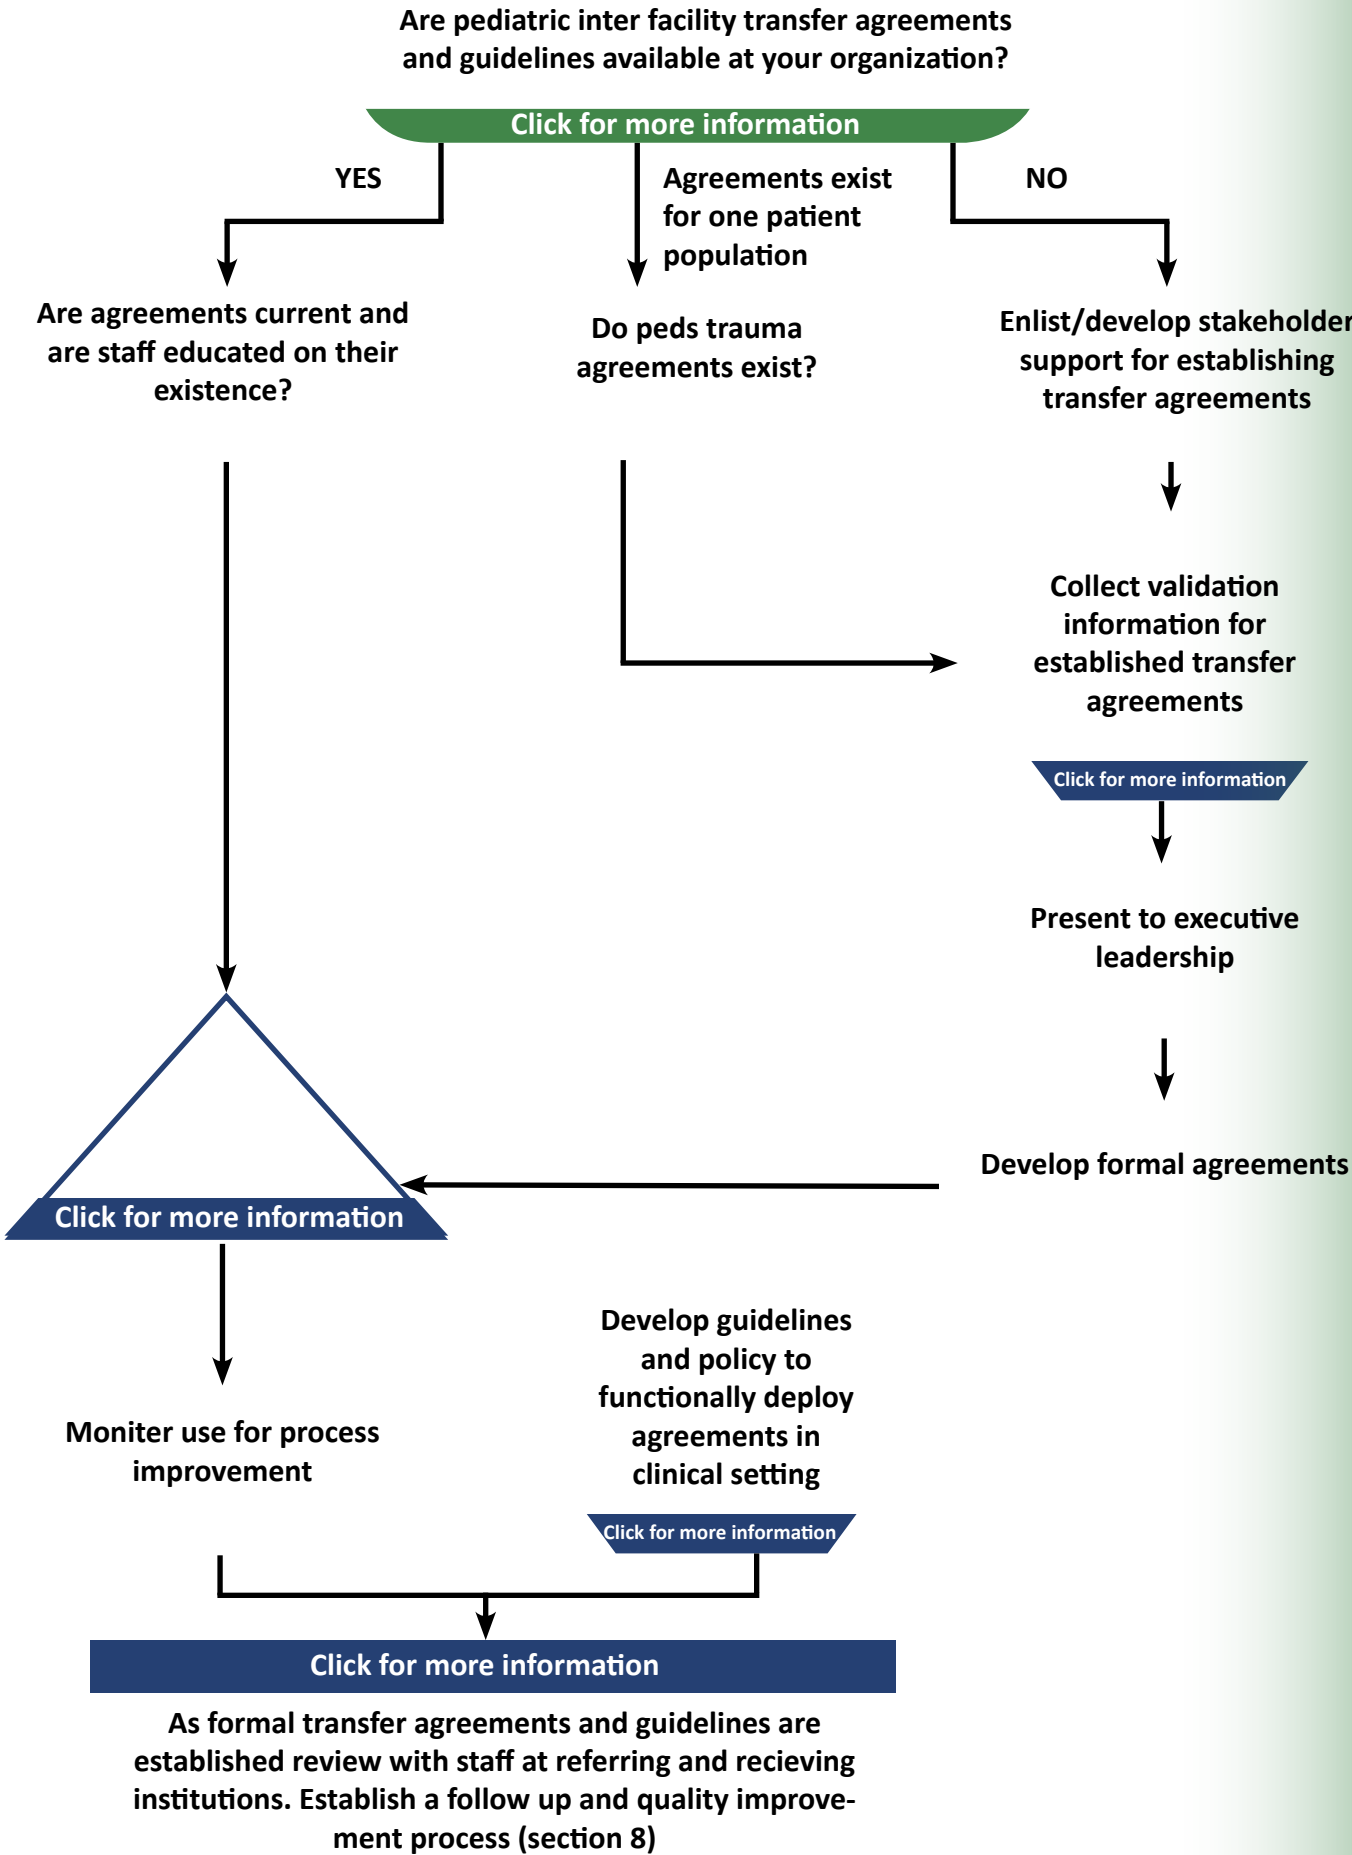 Are pediatric inter facility transfer agreements
and guidelines available at your organization?
Click for more information
YES
Agreements exist
for one patient
population
NO
Are agreements current and
are staff educated on their
existence?
Do peds trauma
agreements exist?
Enlist/develop stakeholder
support for establishing
transfer agreements
Collect validation
information for
established transfer
agreements
Click for more information
Present to executive
leadership
Develop formal agreements
Click for more information
Develop guidelines
and policy to
functionally deploy
agreements in
clinical setting
Click for more information
Moniter use for process
improvement
Click for more information
As formal transfer agreements and guidelines are
established review with staff at referring and recieving
institutions. Establish a follow up and quality improve-
ment process (section 8)